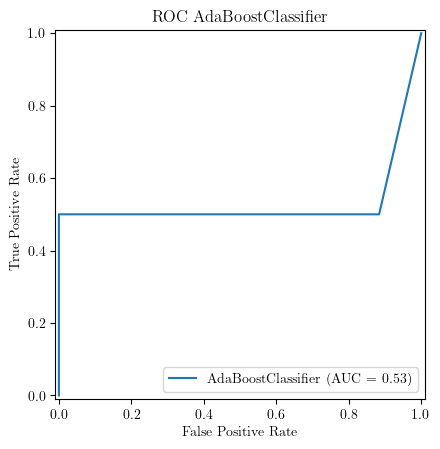 ROC AdaBoostClassifier
True Positive Rate
1.0
0.8
0.6
0.4
0.2
0.0
AdaBoostClassifier (AUC = 0.53)
0.0 0.2 0.4 0.6 0.8 1.0
False Positive Rate